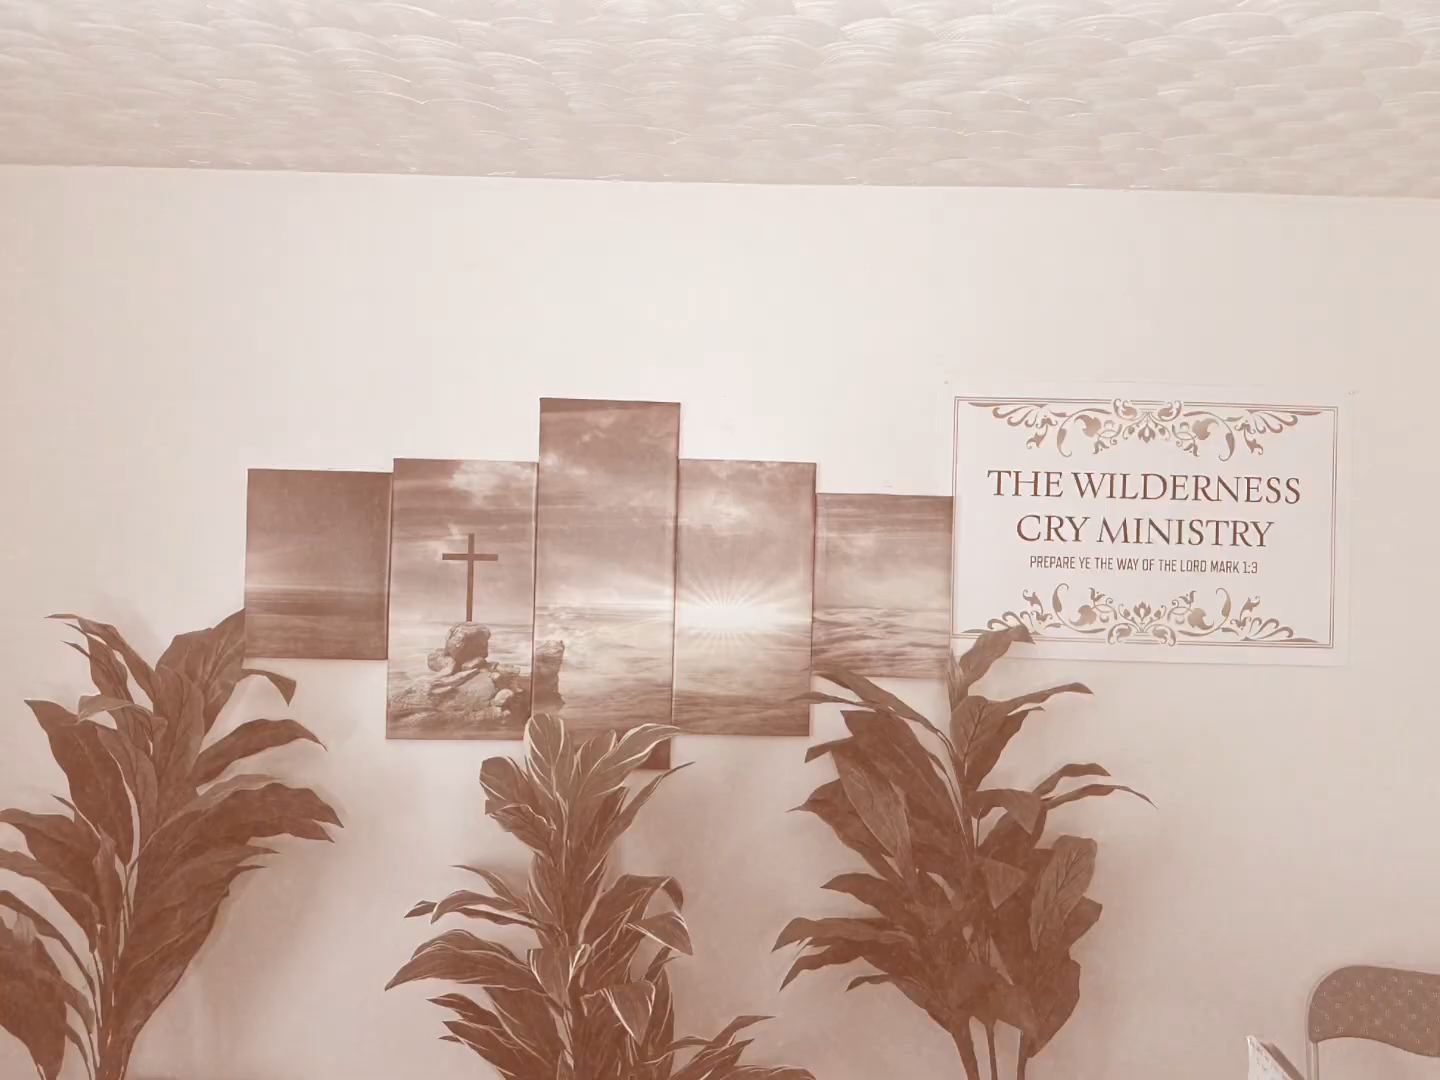 THE WILDERNESS
CRY MINISTRY
PREPARE YE THE WAY OF THE LORD MARK 1:3